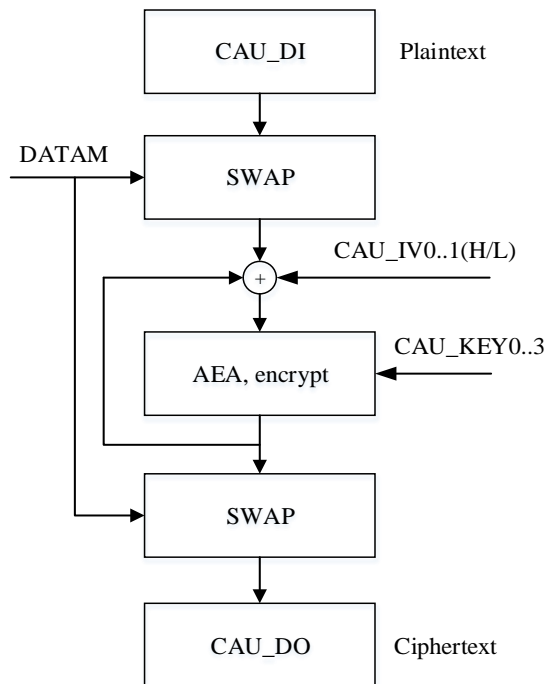 CAU_DI
Plaintext
DATAM
SWAP
CAU_IV0..1(H/L)
+
CAU_KEY0..3
AEA, encrypt
SWAP
CAU_DO
Ciphertext